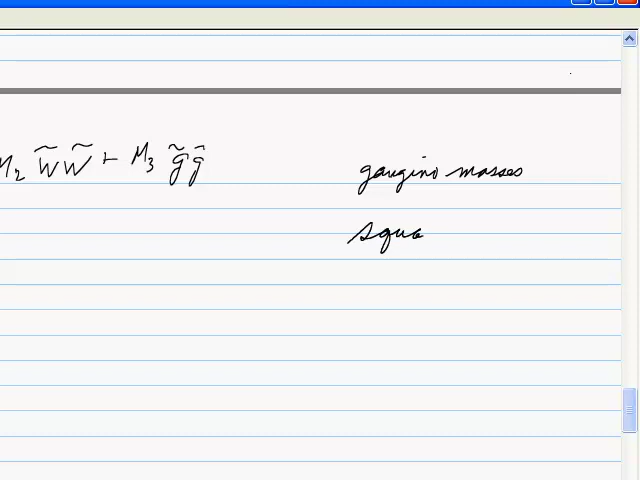 M₂ W̃ W̃ + M₃ g̃ g̃ gaugino masses
squa